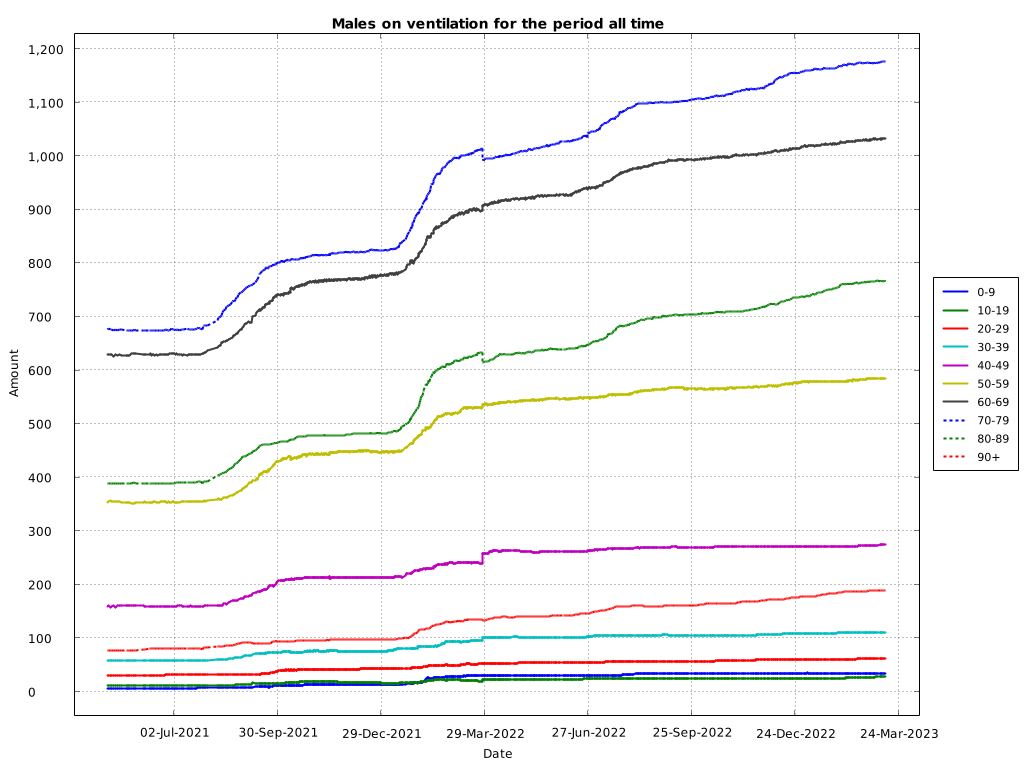 Males on ventilation for the period all time
1,200
1,100
1,000
900
800
700
600
500
400
300
200
100
0
Amount
02-Jul-2021
30-Sep-2021
29-Dec-2021
29-Mar-2022
27-Jun-2022
25-Sep-2022
24-Dec-2022
24-Mar-2023
Date
0-9
10-19
20-29
30-39
40-49
50-59
60-69
70-79
80-89
90+